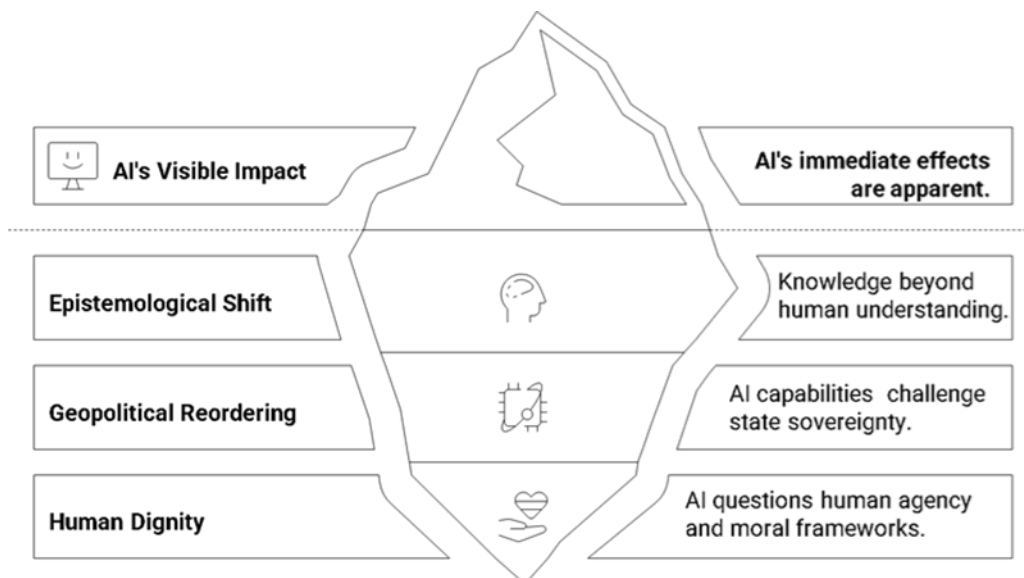 AI's Visible Impact
AI's immediate effects
are apparent.
Epistemological Shift
Knowledge beyond
human understanding.
Geopolitical Reordering
AI capabilities challenge
state sovereignty.
Human Dignity
AI questions human agency
and moral frameworks.